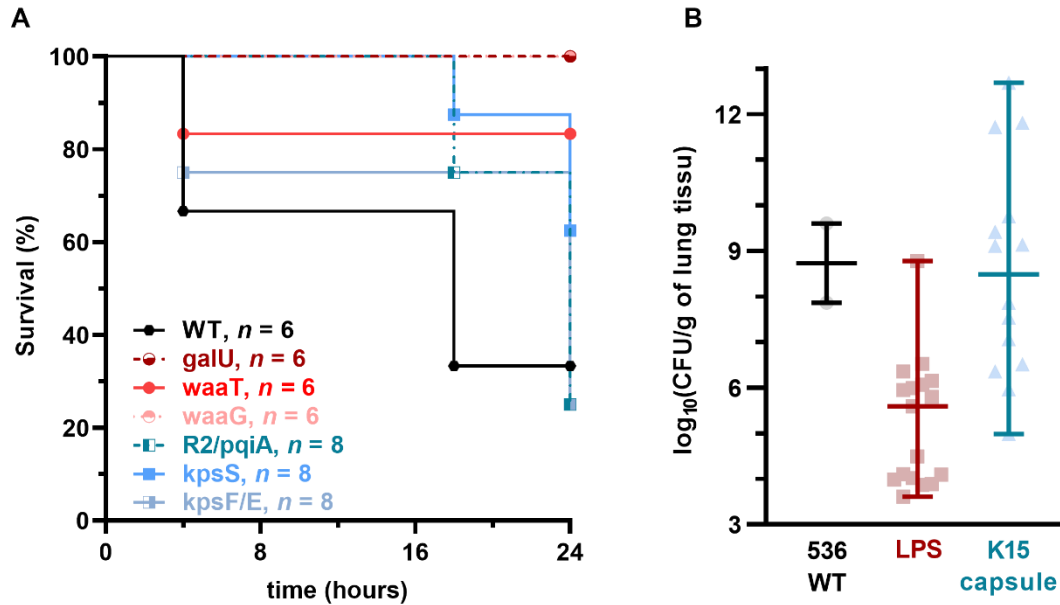 A
Survival (%)
100
80
60
40
20
0
0
8
16
24
time (hours)
WT, n = 6
galU, n = 6
waaT, n = 6
waaG, n = 6
R2/pqiA, n = 8
kpsS, n = 8
kpsF/E, n = 8
B
log10(CFU/g of lung tissue)
12
9
6
3
536
WT
LPS
K15
capsule